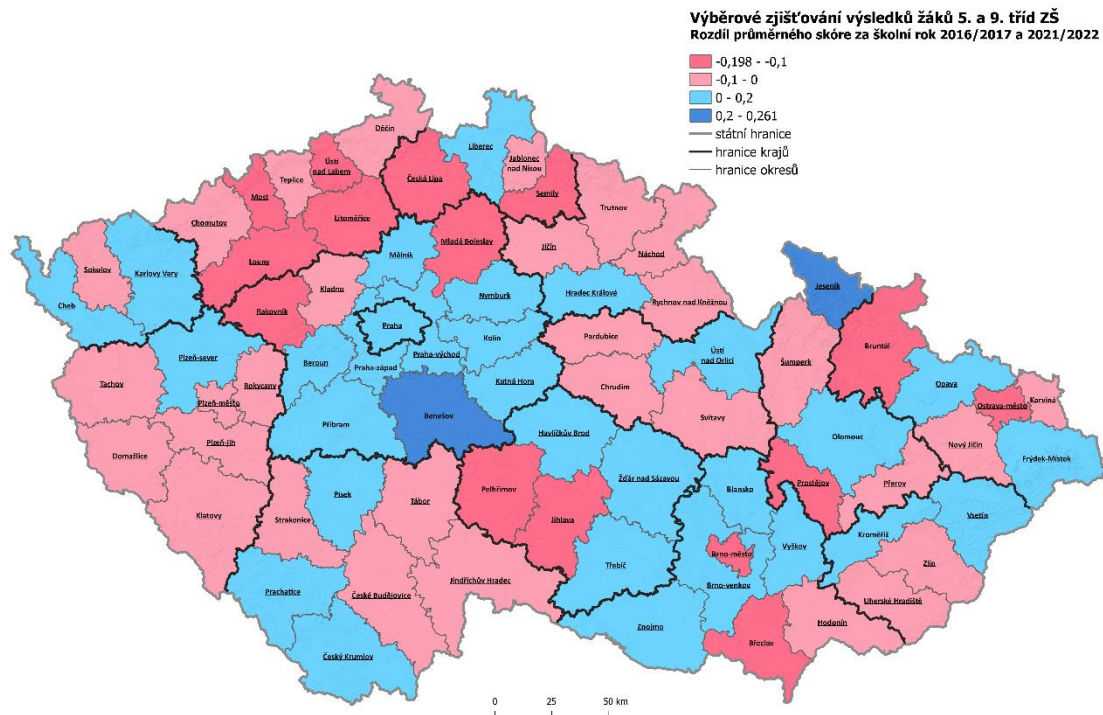 Výběrové zjišťování výsledků žáků 5. a 9. tříd ZŠ
Rozdíl průměrného skóre za školní rok 2016/2017 a 2021/2022
-0,198 - -0,1
-0,1 - 0
0 - 0,2
0,2 - 0,261
státní hranice
hranice krajů
hranice okresů
Děčín
Liberec
Ústí
nad Labem
Jablonec
nad Nisou
Teplice
Česká Lípa
Most
Semily
Trutnov
Chomutov
Litoměřice
Mladá Boleslav
Jičín
Náchod
Louny
Mělník
Sokolov
Karlovy Vary
Kladno
Nymburk
Hradec Králové
Rychnov nad Kněžnou
Jeseník
Cheb
Rakovník
Praha
Kolín
Pardubice
Bruntál
Plzeň-sever
Beroun
Praha-východ
Praha-západ
Ústí
nad Orlicí
Šumperk
Opava
Tachov
Rokycany
Kutná Hora
Chrudim
Ostrava-město
Karviná
Plzeň-město
Benešov
Svitavy
Příbram
Havlíčkův Brod
Olomouc
Nový Jičín
Plzeň-jih
Domažlice
Frýdek-Místek
Žďár nad Sázavou
Pelhřimov
Prostějov
Přerov
Klatovy
Písek
Tábor
Blansko
Strakonice
Jihlava
Vsetín
Kroměříž
Vyškov
Brno-město
Třebíč
Zlín
Jindřichův Hradec
Brno-venkov
Prachatice
České Budějovice
Uherské Hradiště
Znojmo
Hodonín
Břeclav
Český Krumlov
0 25 50 km